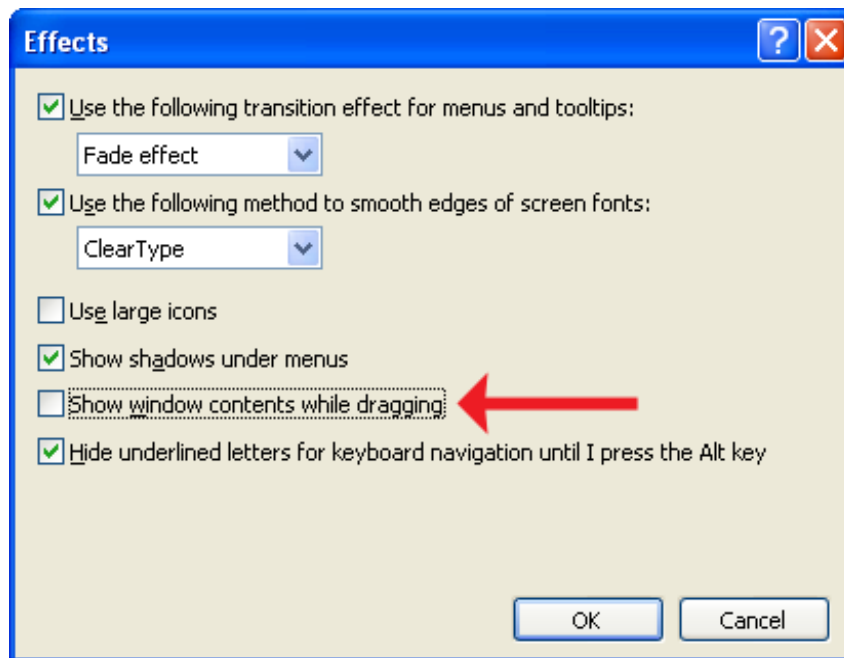 Effects
?
Use the following transition effect for menus and tooltips:
Fade effect
Use the following method to smooth edges of screen fonts:
ClearType
Use large icons
Show shadows under menus
Show window contents while dragging
Hide underlined letters for keyboard navigation until I press the Alt key
OK Cancel